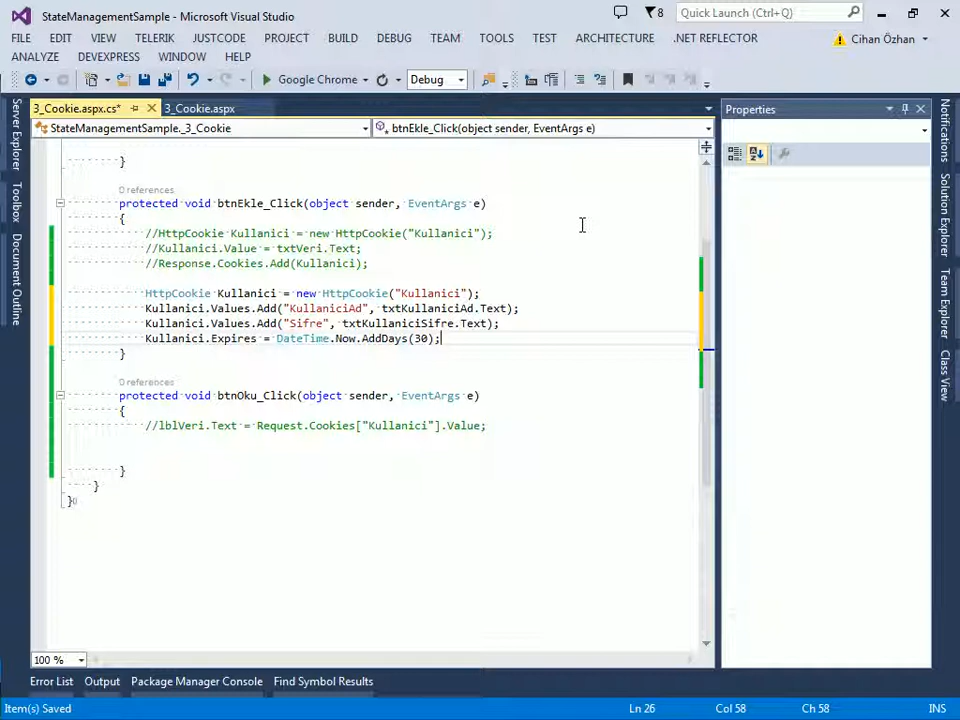 StateManagementSample - Microsoft Visual Studio
8
Quick Launch (Ctrl+Q)
FILE EDIT VIEW TELERIK JUSTCODE PROJECT BUILD DEBUG TEAM TOOLS TEST ARCHITECTURE .NET REFLECTOR
Cihan Özhan
ANALYZE DEVEXPRESS WINDOW HELP
Google Chrome Debug
3_Cookie.aspx.cs* 3_Cookie.aspx
StateManagementSample._3_Cookie btnEkle_Click(object sender, EventArgs e)
}
0 references
protected void btnEkle_Click(object sender, EventArgs e)
{
//HttpCookie Kullanici = new HttpCookie("Kullanici");
//Kullanici.Value = txtVeri.Text;
//Response.Cookies.Add(Kullanici);
HttpCookie Kullanici = new HttpCookie("Kullanici");
Kullanici.Values.Add("KullaniciAd", txtKullaniciAd.Text);
Kullanici.Values.Add("Sifre", txtKullaniciSifre.Text);
Kullanici.Expires = DateTime.Now.AddDays(30);
}
0 references
protected void btnOku_Click(object sender, EventArgs e)
{
//lblVeri.Text = Request.Cookies["Kullanici"].Value;
}
}
}
100 %
Server Explorer
Toolbox
Document Outline
Properties
Notifications
Solution Explorer
Team Explorer
Class View
Error List Output Package Manager Console Find Symbol Results
Item(s) Saved Ln 26 Col 58 Ch 58 INS